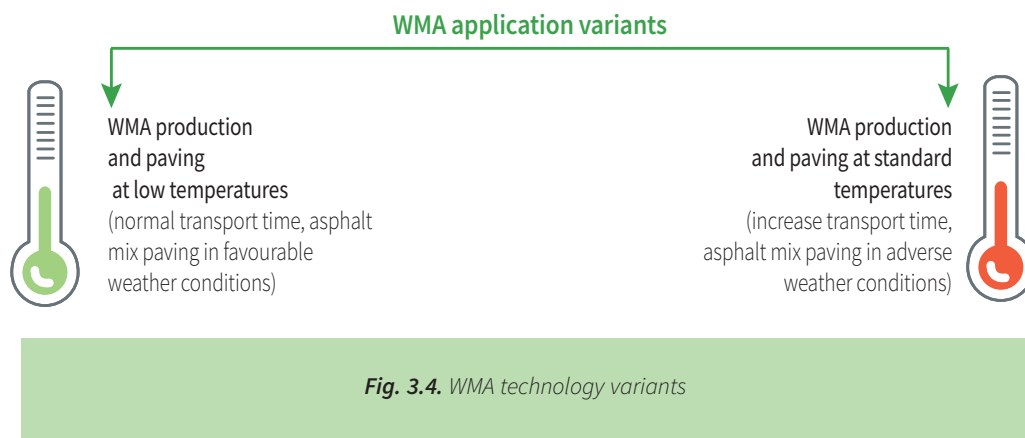 WMA application variants
WMA production
and paving
at low temperatures
(normal transport time, asphalt
mix paving in favourable
weather conditions)
WMA production
and paving at standard
temperatures
(increase transport time,
asphalt mix paving in adverse
weather conditions)
Fig. 3.4. WMA technology variants